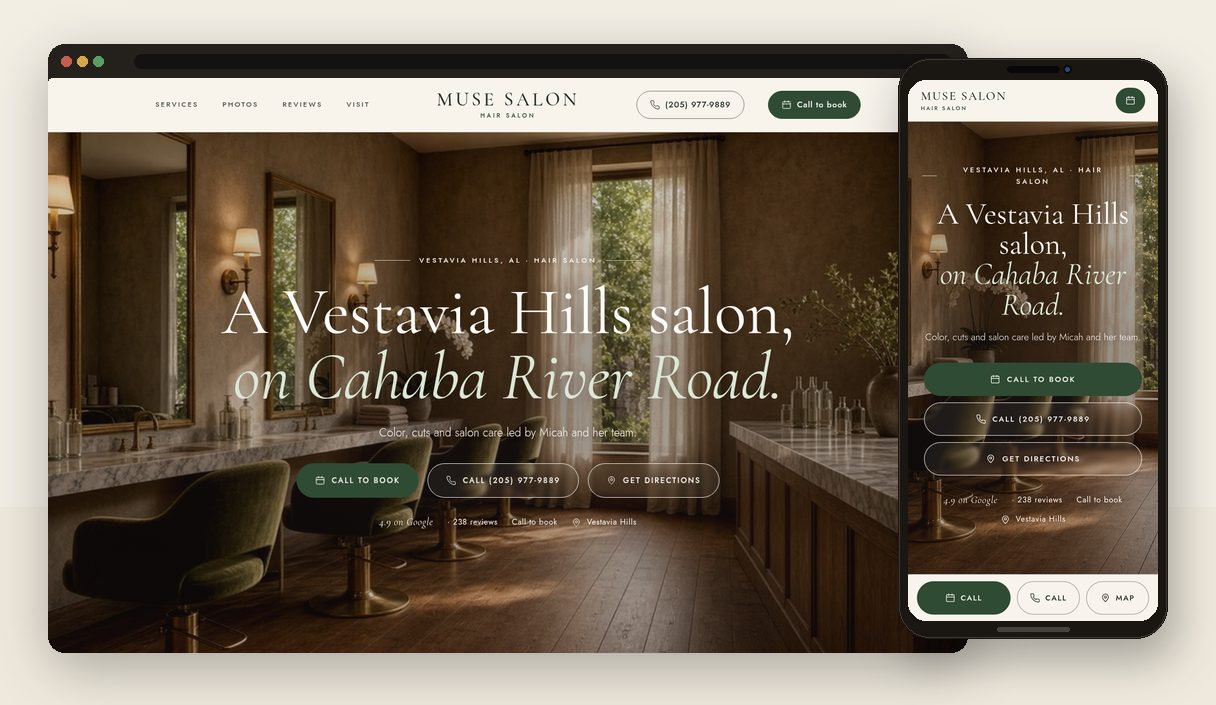 SERVICES PHOTOS REVIEWS VISIT
MUSE SALON
HAIR SALON
(205) 977-9889
Call to book
VESTAVIA HILLS, AL · HAIR SALON
A Vestavia Hills salon,
on Cahaba River Road.
Color, cuts and salon care led by Micah and her team.
CALL TO BOOK
CALL (205) 977-9889
GET DIRECTIONS
4.9 on Google · 238 reviews Call to book Vestavia Hills
MUSE SALON
HAIR SALON
VESTAVIA HILLS, AL · HAIR
SALON
A Vestavia Hills
salon,
on Cahaba River
Road.
Color, cuts and salon care led by Micah and her team.
CALL TO BOOK
CALL (205) 977-9889
GET DIRECTIONS
4.9 on Google · 238 reviews Call to book
Vestavia Hills
CALL CALL MAP